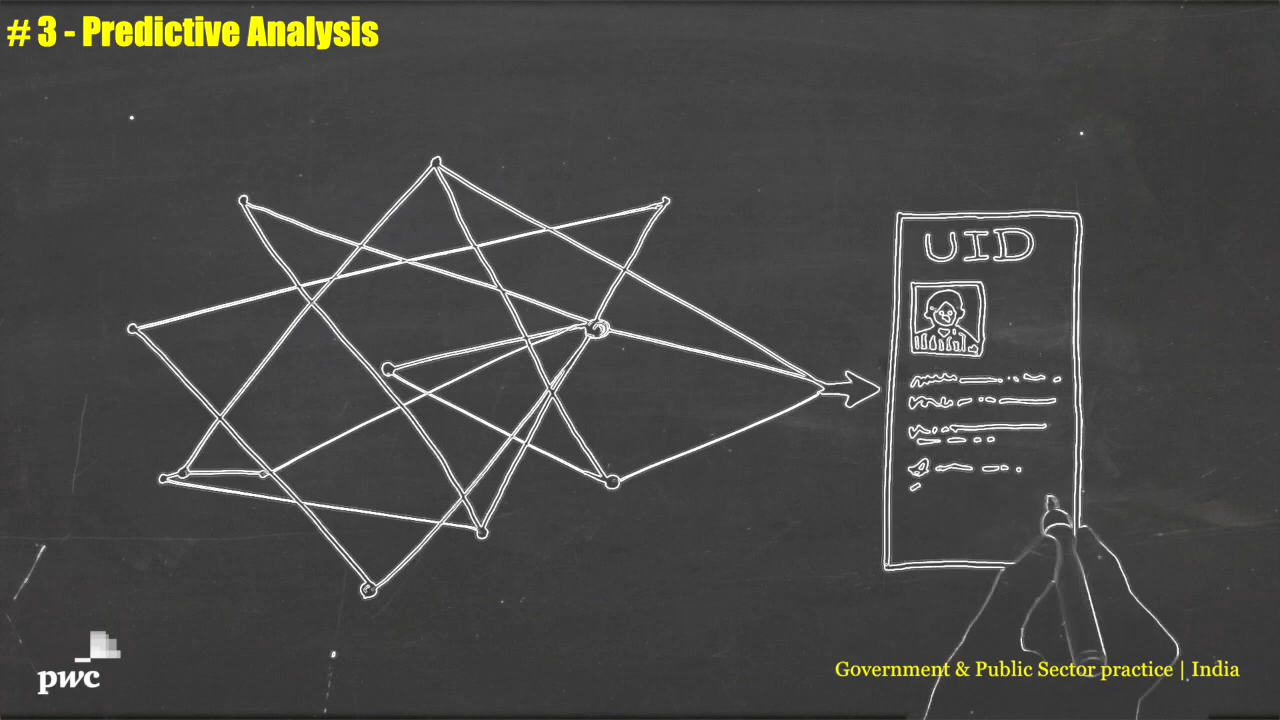 # 3 - Predictive Analysis
UID
pwc
Government & Public Sector practice | India